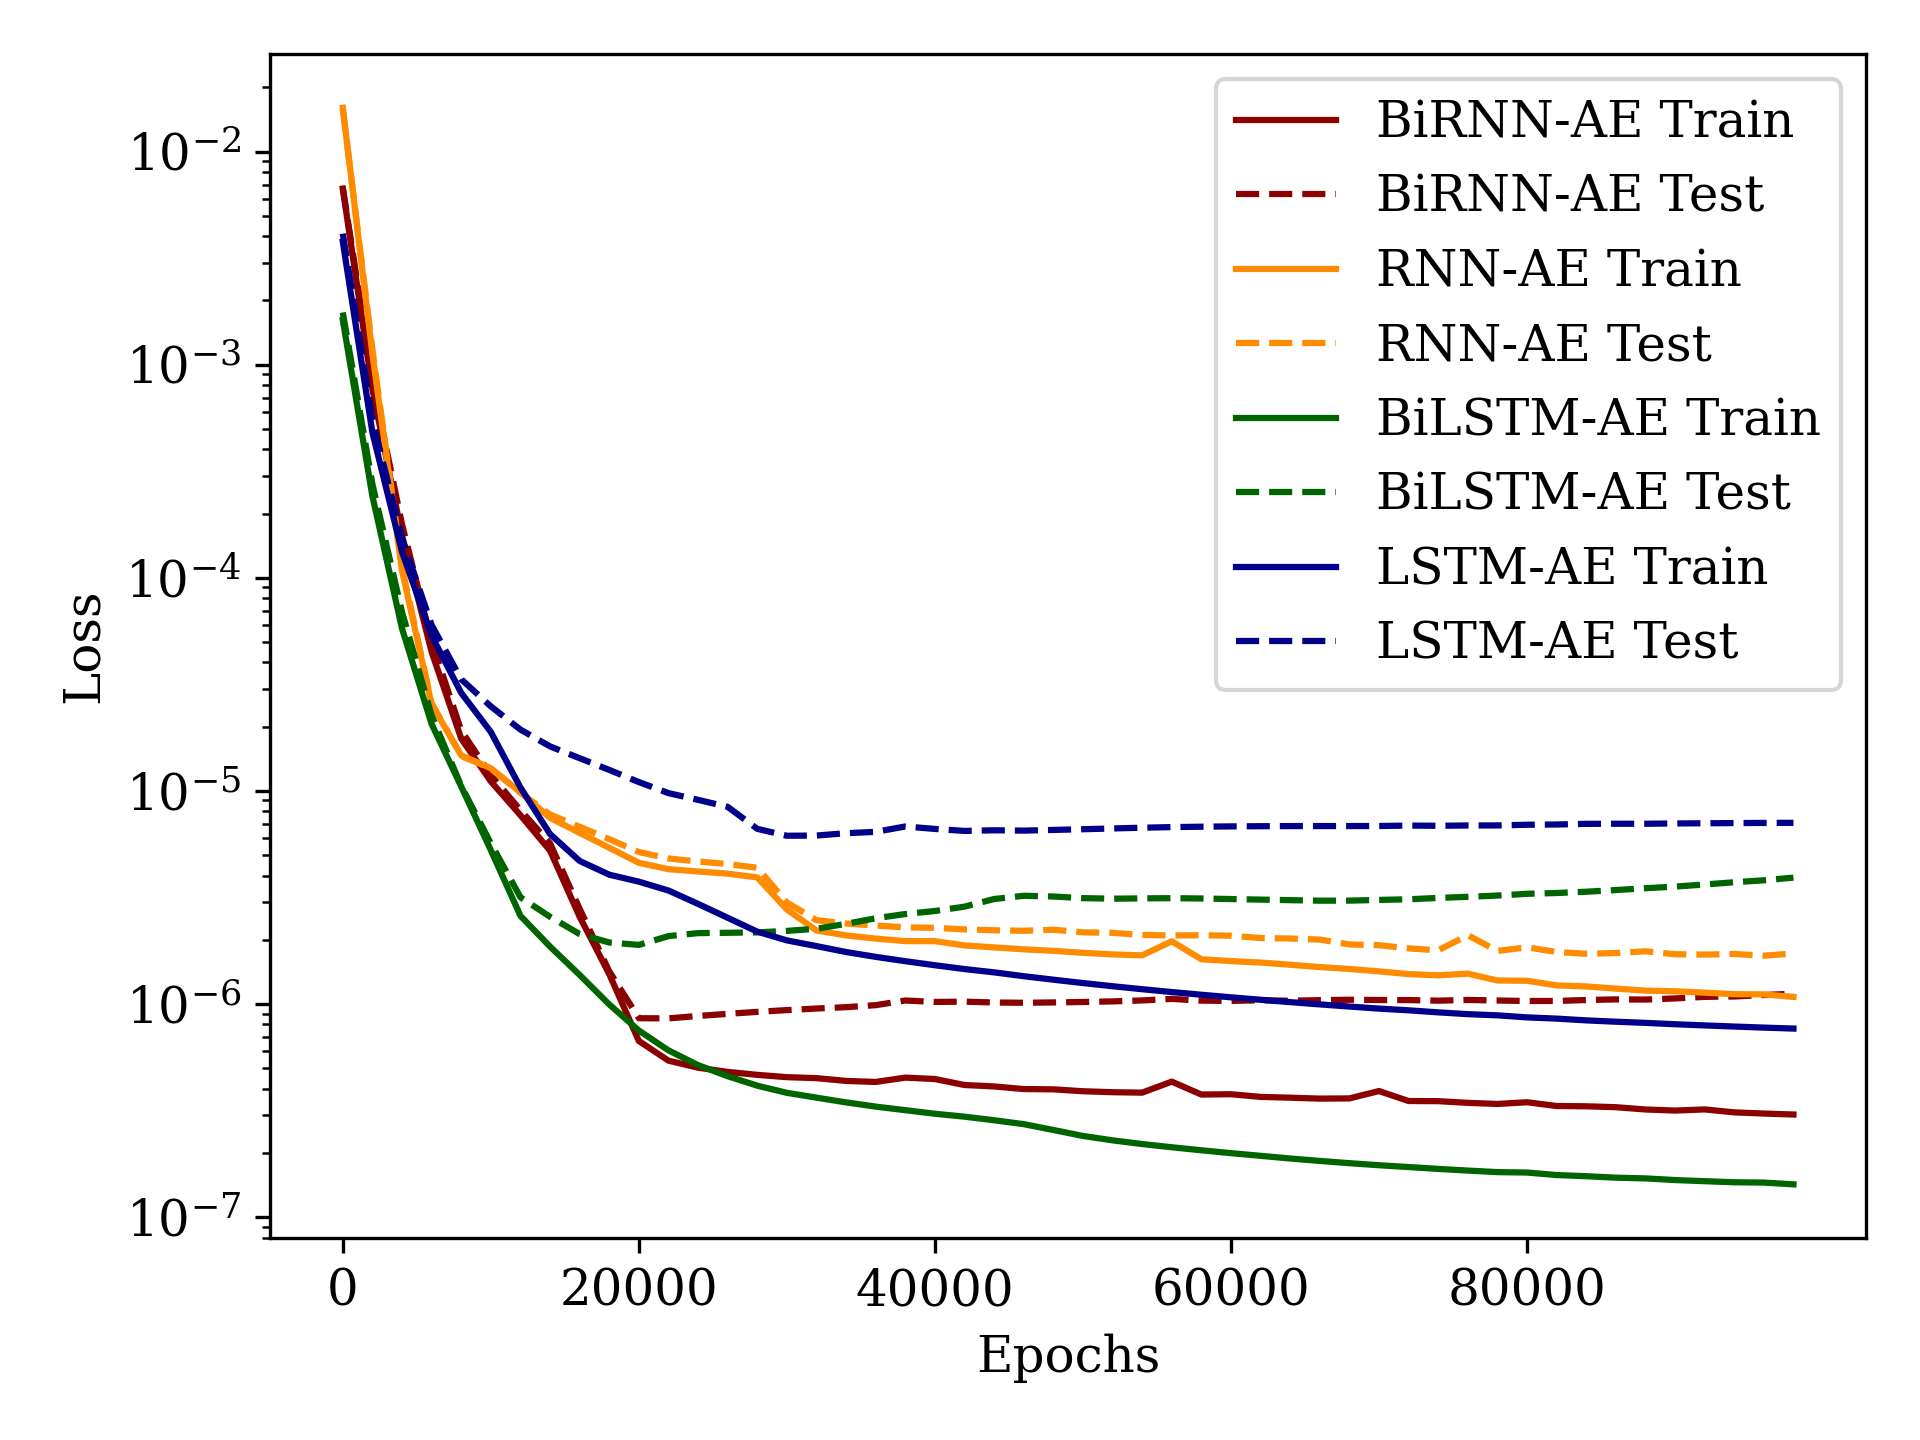 10⁻²
10⁻³
10⁻⁴
10⁻⁵
10⁻⁶
10⁻⁷
Loss
0 20000 40000 60000 80000
Epochs
BiRNN-AE Train
BiRNN-AE Test
RNN-AE Train
RNN-AE Test
BiLSTM-AE Train
BiLSTM-AE Test
LSTM-AE Train
LSTM-AE Test